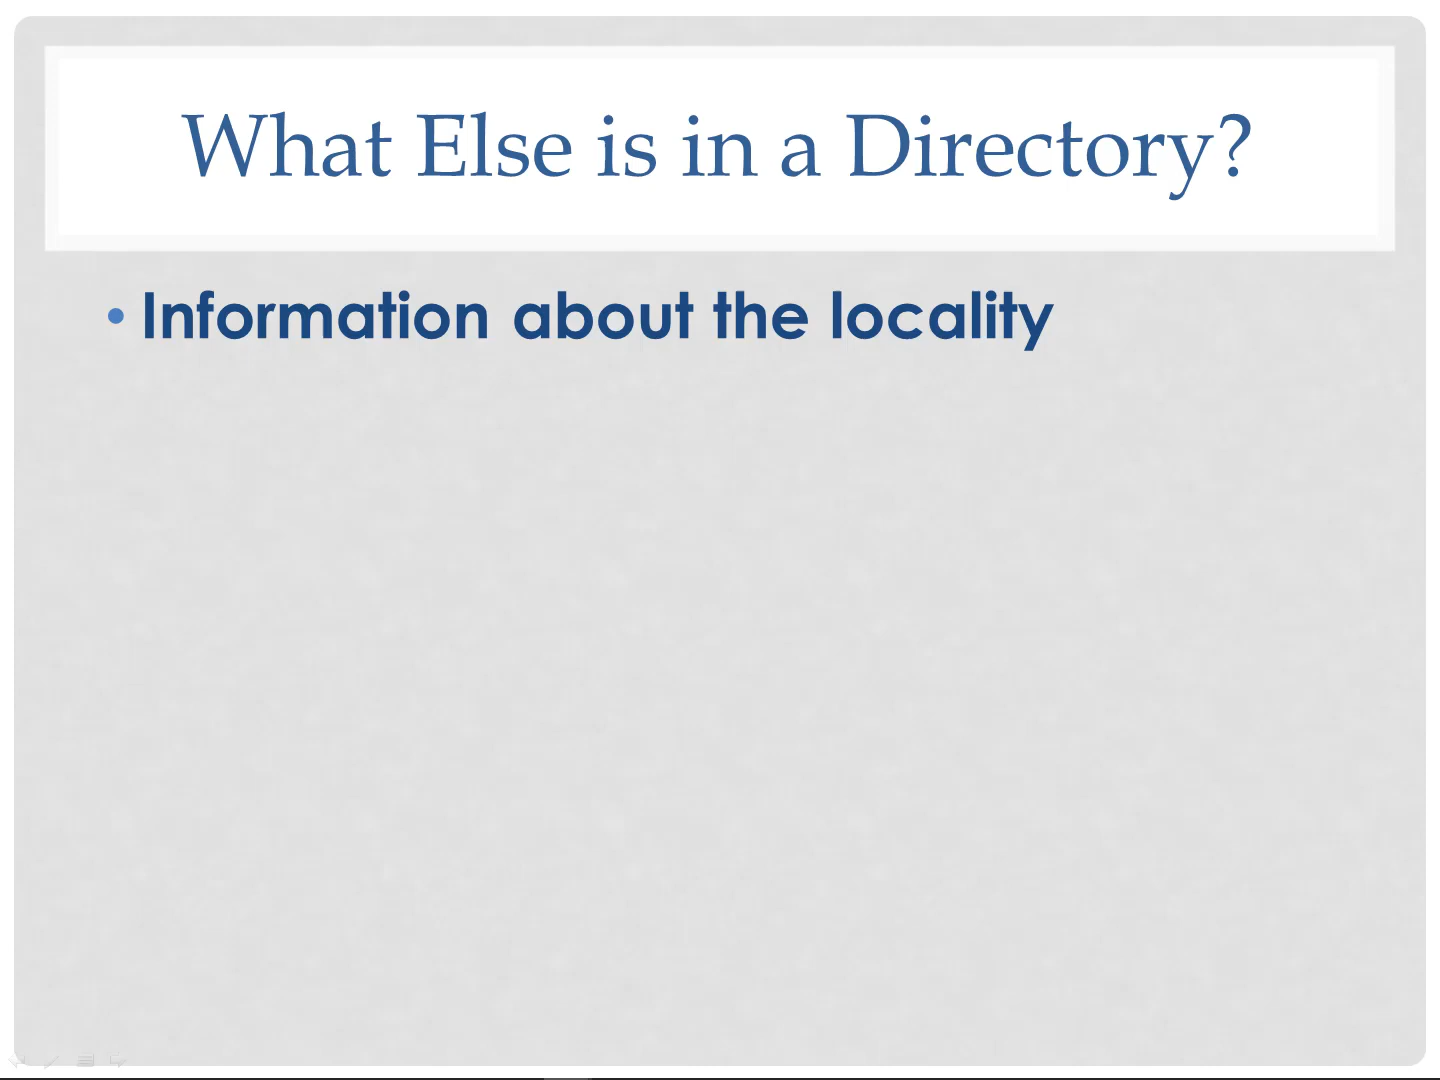 What Else is in a Directory?
• Information about the locality